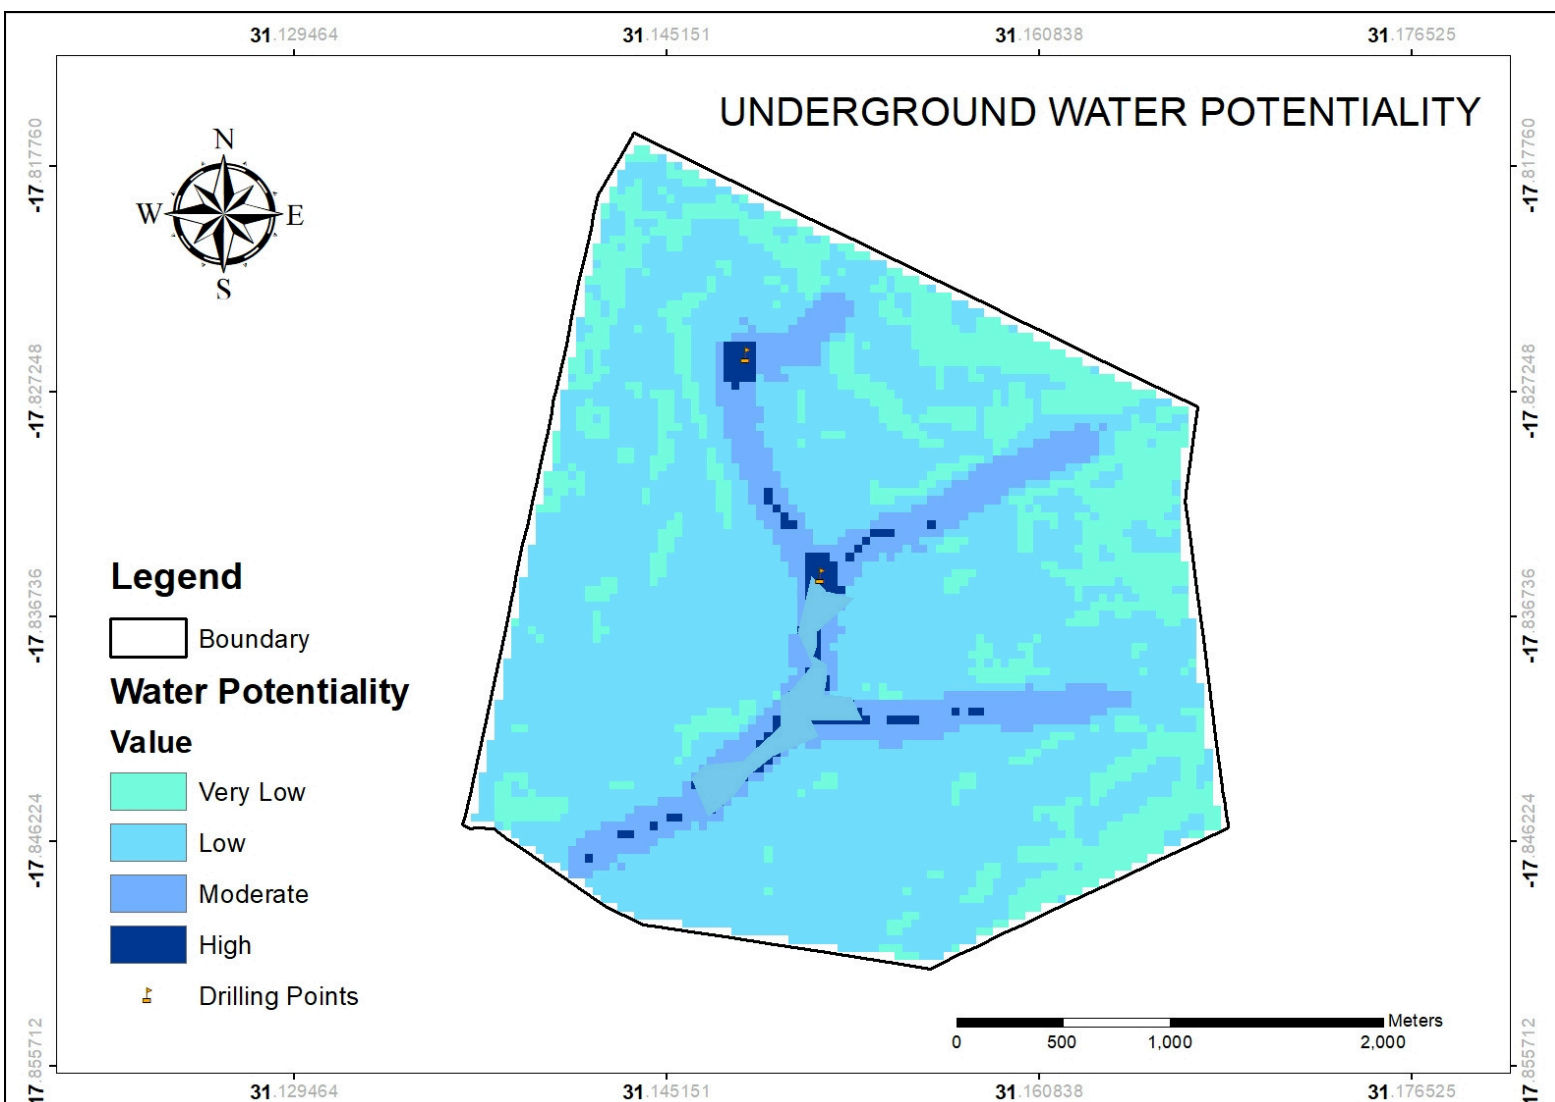 31.129464 31.145151 31.160838 31.176525
UNDERGROUND WATER POTENTIALITY
N
W E
S
-17.817760 -17.817760
-17.827248 -17.827248
-17.836736 -17.836736
-17.846224 -17.846224
-17.855712 -17.855712
Legend
Boundary
Water Potentiality
Value
Very Low
Low
Moderate
High
Drilling Points
Meters
0 500 1,000 2,000
31.129464 31.145151 31.160838 31.176525